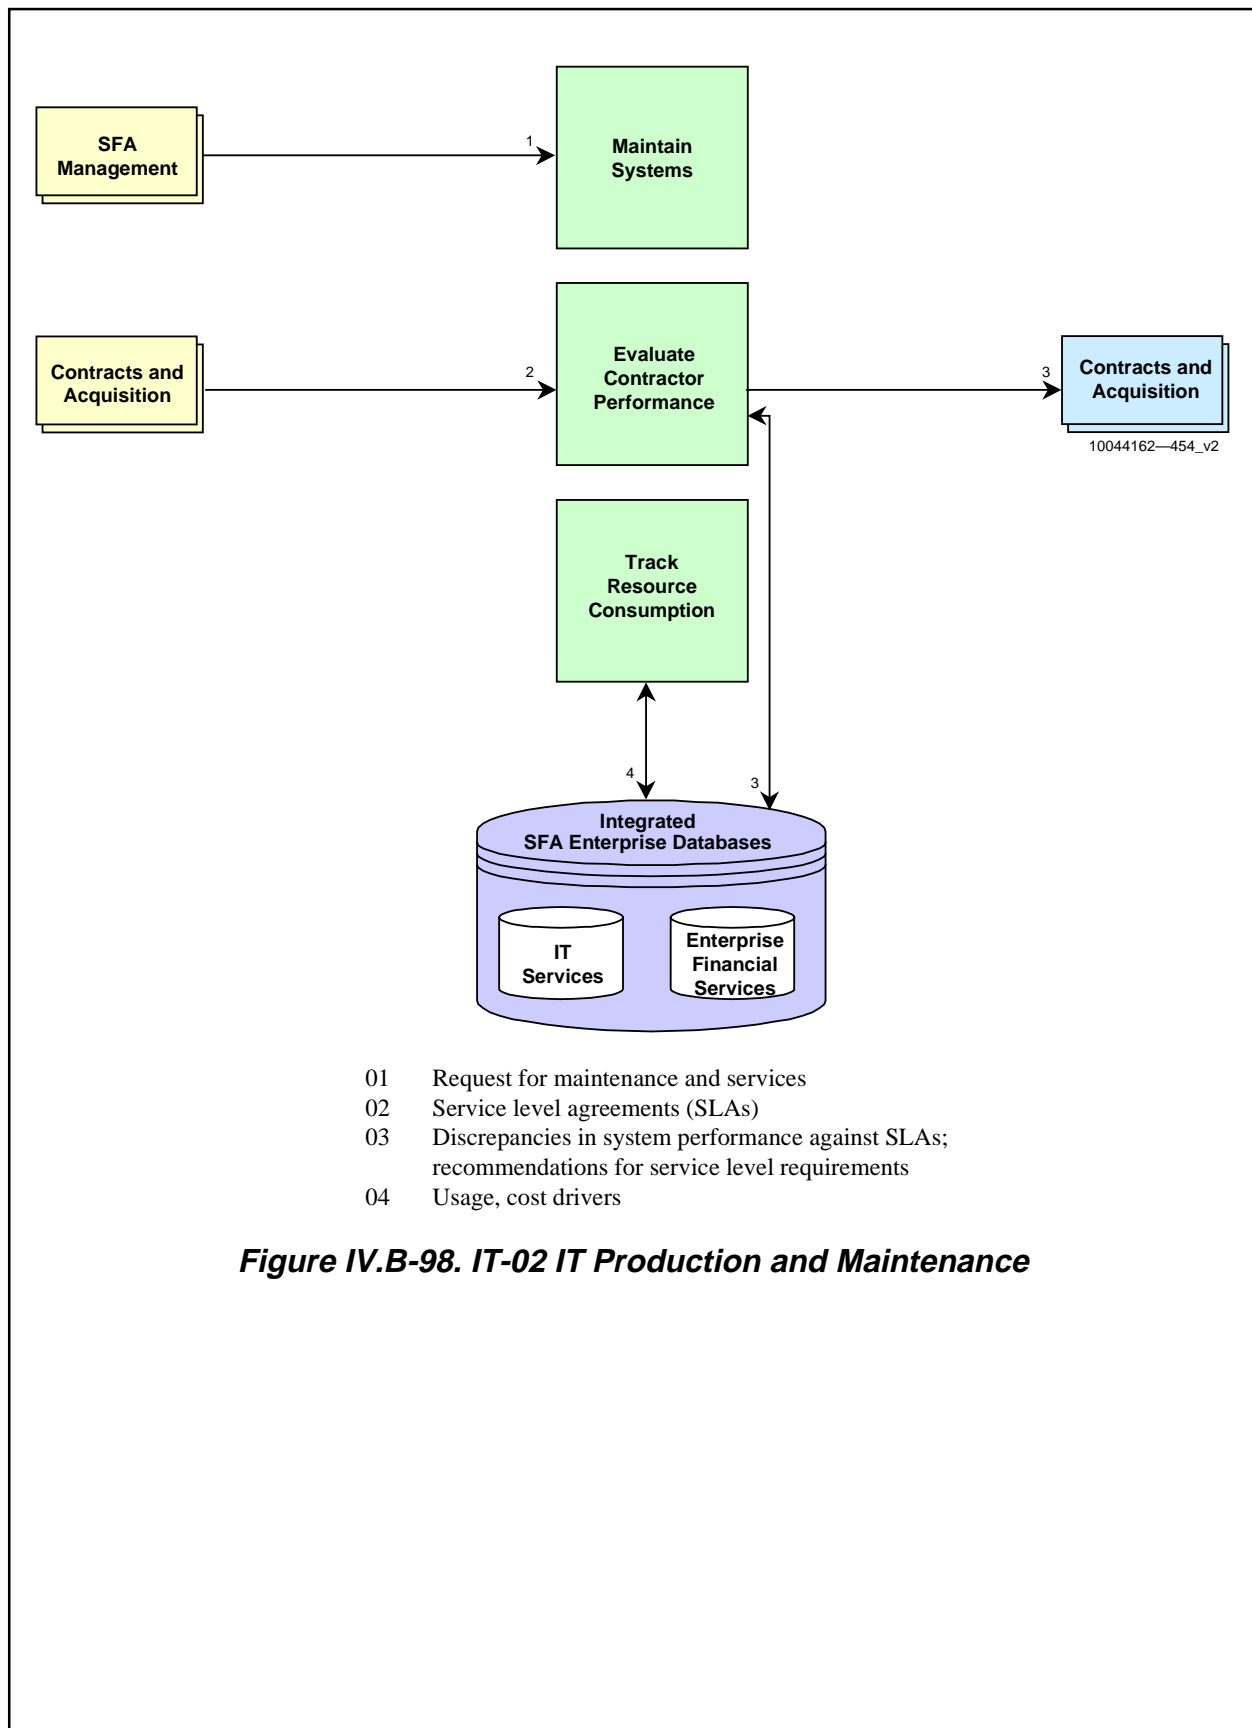 SFA
Management
1
Maintain
Systems
Contracts and
Acquisition
2
Evaluate
Contractor
Performance
3
Contracts and
Acquisition
10044162—454_v2
Track
Resource
Consumption
4
3
Integrated
SFA Enterprise Databases
IT
Services
Enterprise
Financial
Services
01 Request for maintenance and services
02 Service level agreements (SLAs)
03 Discrepancies in system performance against SLAs;
recommendations for service level requirements
04 Usage, cost drivers
Figure IV.B-98. IT-02 IT Production and Maintenance